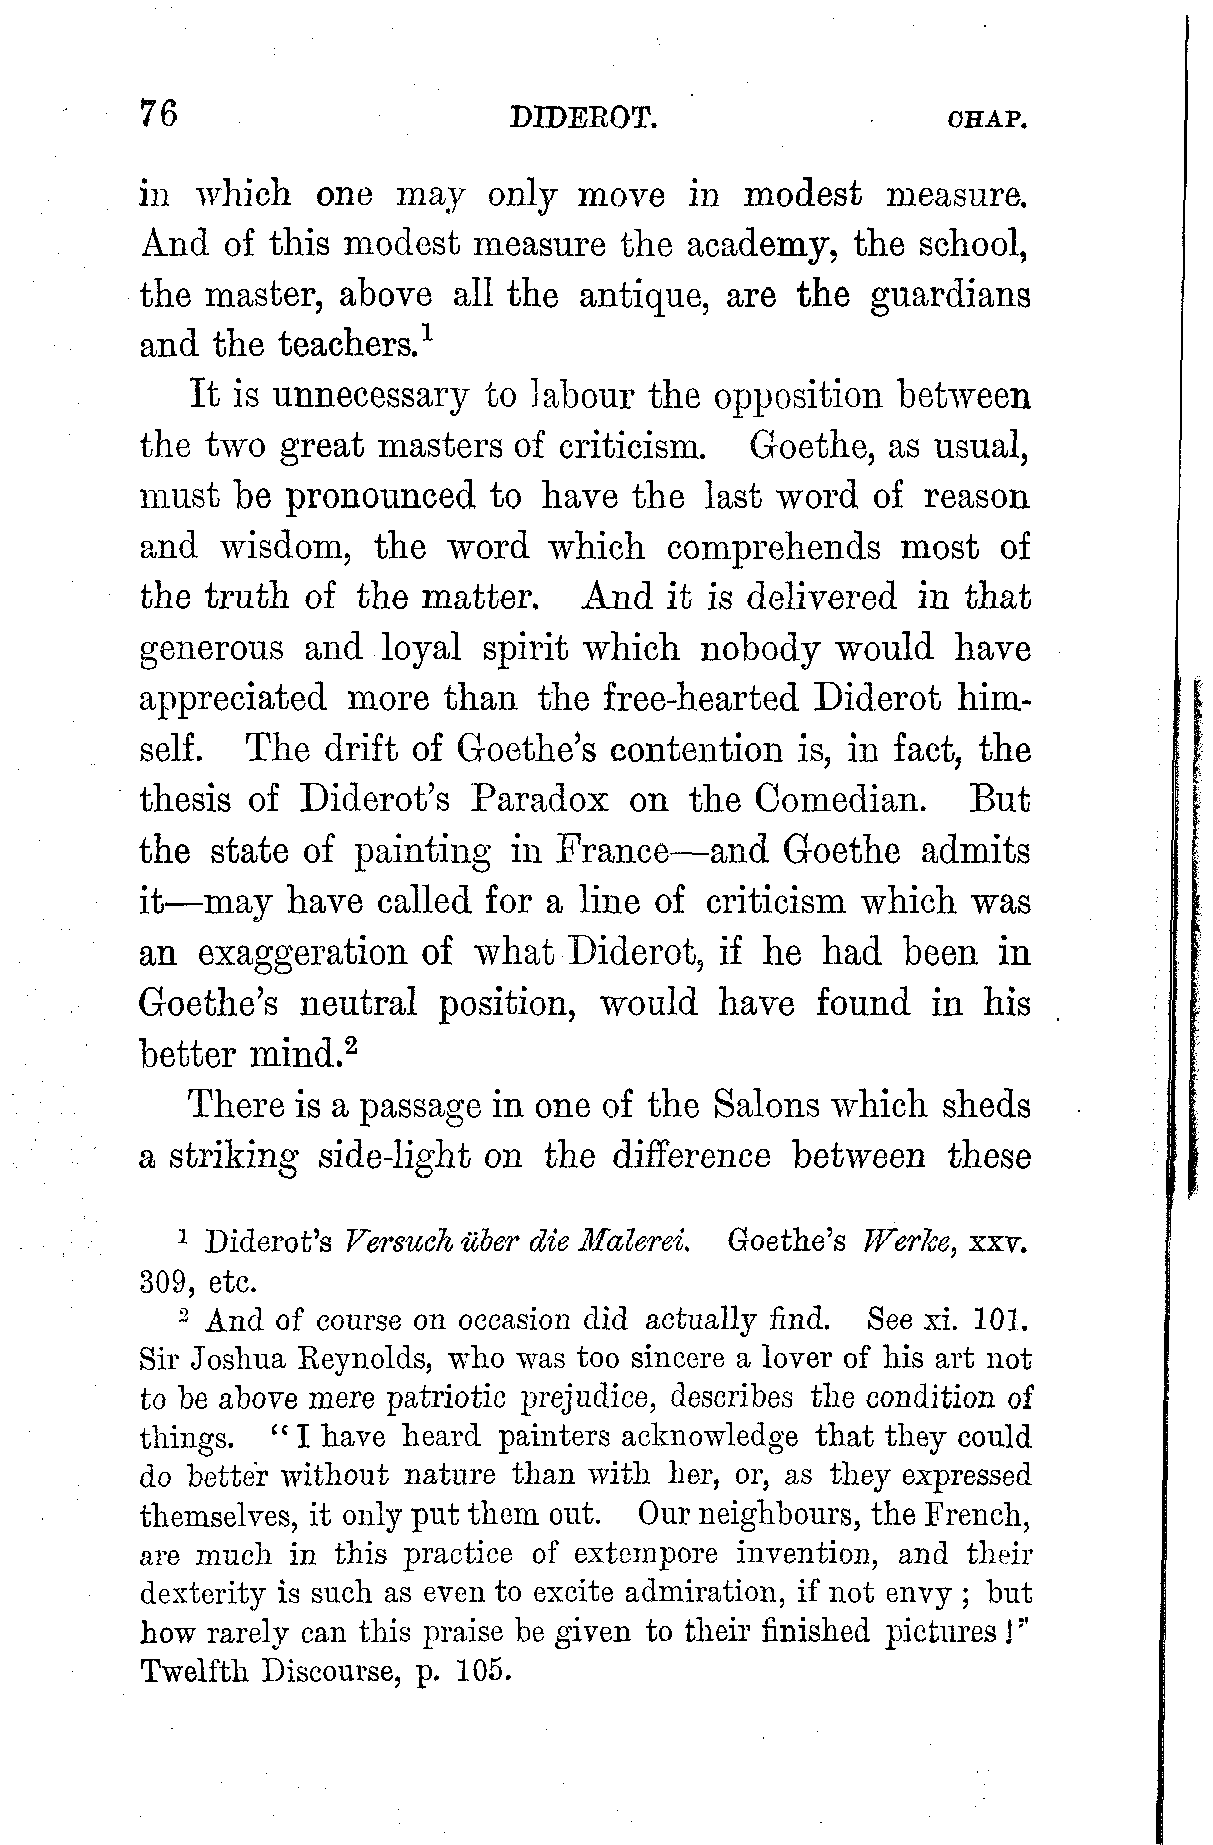 76 DIDEROT. CHAP.
in which one may only move in modest measure.
And of this modest measure the academy, the school,
the master, above all the antique, are the guardians
and the teachers.¹
It is unnecessary to labour the opposition between
the two great masters of criticism. Goethe, as usual,
must be pronounced to have the last word of reason
and wisdom, the word which comprehends most of
the truth of the matter. And it is delivered in that
generous and loyal spirit which nobody would have
appreciated more than the free-hearted Diderot him-
self. The drift of Goethe's contention is, in fact, the
thesis of Diderot's Paradox on the Comedian. But
the state of painting in France—and Goethe admits
it—may have called for a line of criticism which was
an exaggeration of what Diderot, if he had been in
Goethe's neutral position, would have found in his
better mind.²
There is a passage in one of the Salons which sheds
a striking side-light on the difference between these
¹ Diderot's Versuch über die Malerei. Goethe's Werke, xxv.
309, etc.
² And of course on occasion did actually find. See xi. 101.
Sir Joshua Reynolds, who was too sincere a lover of his art not
to be above mere patriotic prejudice, describes the condition of
things. "I have heard painters acknowledge that they could
do better without nature than with her, or, as they expressed
themselves, it only put them out. Our neighbours, the French,
are much in this practice of extempore invention, and their
dexterity is such as even to excite admiration, if not envy; but
how rarely can this praise be given to their finished pictures!"
Twelfth Discourse, p. 105.